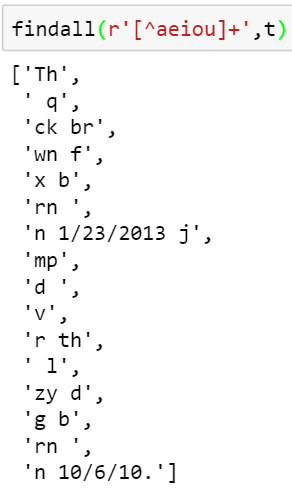 findall(r'[^aeiou]+',t)
['Th',
 ' q',
 'ck br',
 'wn f',
 'x b',
 'rn ',
 'n 1/23/2013 j',
 'mp',
 'd ',
 'v',
 'r th',
 ' l',
 'zy d',
 'g b',
 'rn ',
 'n 10/6/10.']